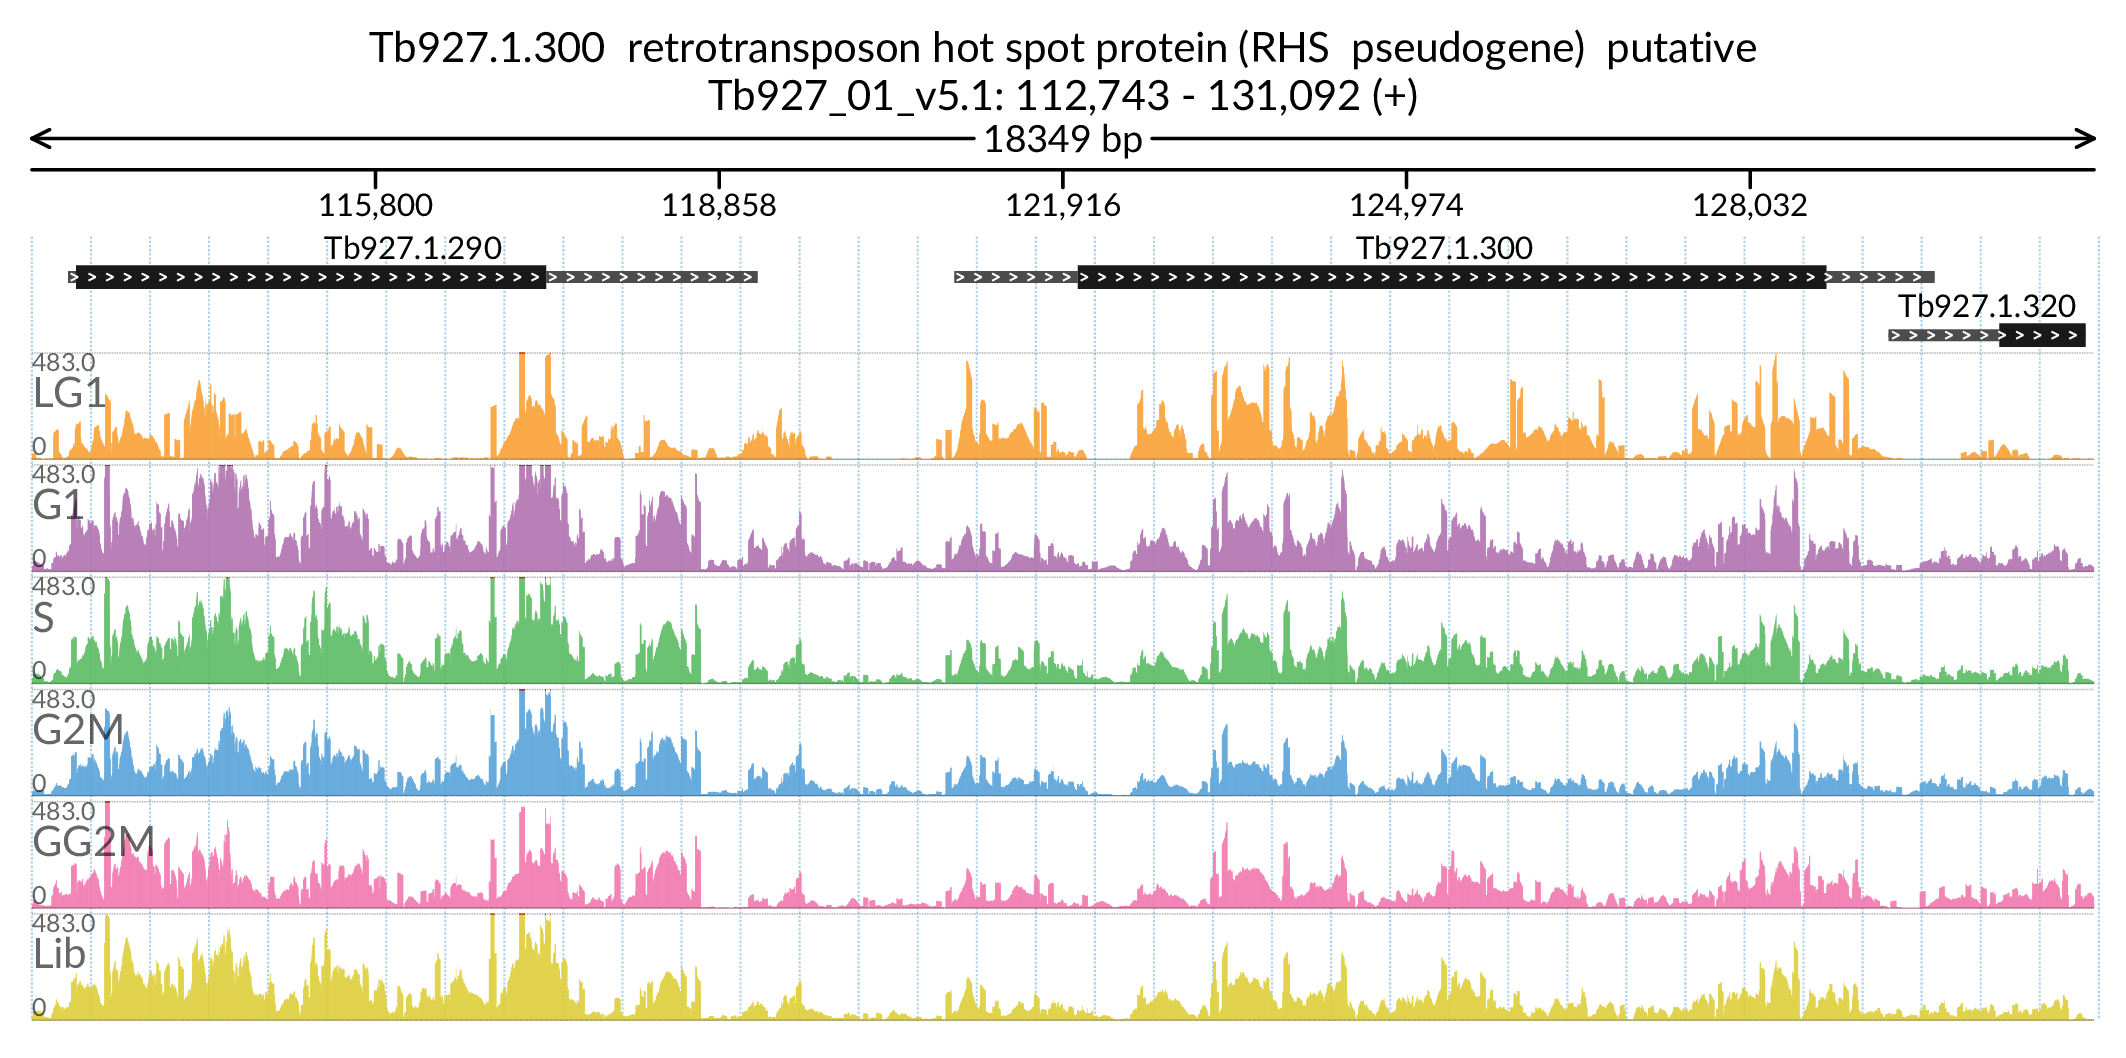 Tb927.1.300 retrotransposon hot spot protein (RHS pseudogene) putative
Tb927_01_v5.1: 112,743 - 131,092 (+)
18349 bp
115,800 118,858 121,916 124,974 128,032
Tb927.1.290 Tb927.1.300
Tb927.1.320
483.0
LG1
0
483.0
G1
0
483.0
S
0
483.0
G2M
0
483.0
GG2M
0
483.0
Lib
0